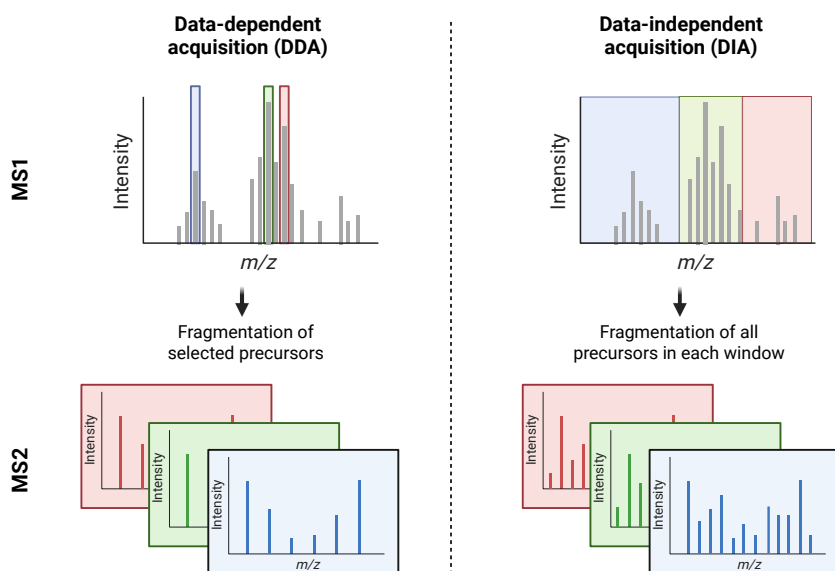 Data-dependent
acquisition (DDA)
Data-independent
acquisition (DIA)
MS1
Intensity
m/z
Intensity
m/z
Fragmentation of
selected precursors
Fragmentation of all
precursors in each window
MS2
Intensity
Intensity
Intensity
m/z
Intensity
Intensity
Intensity
m/z